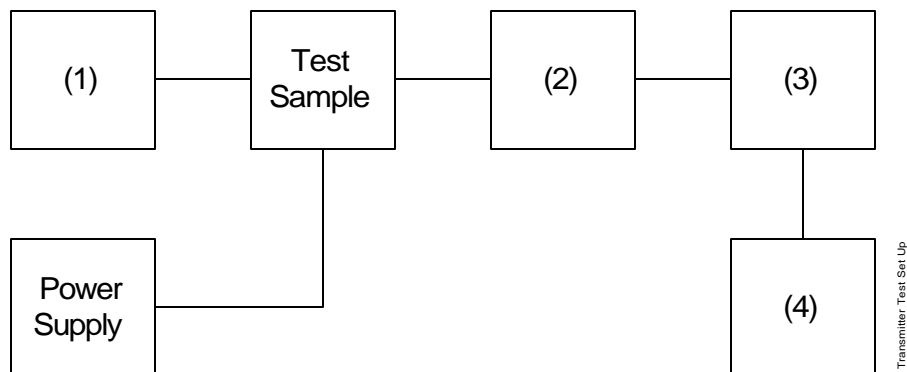 (1)
Test
Sample
(2)
(3)
Power
Supply
(4)
Transmitter Test Set Up